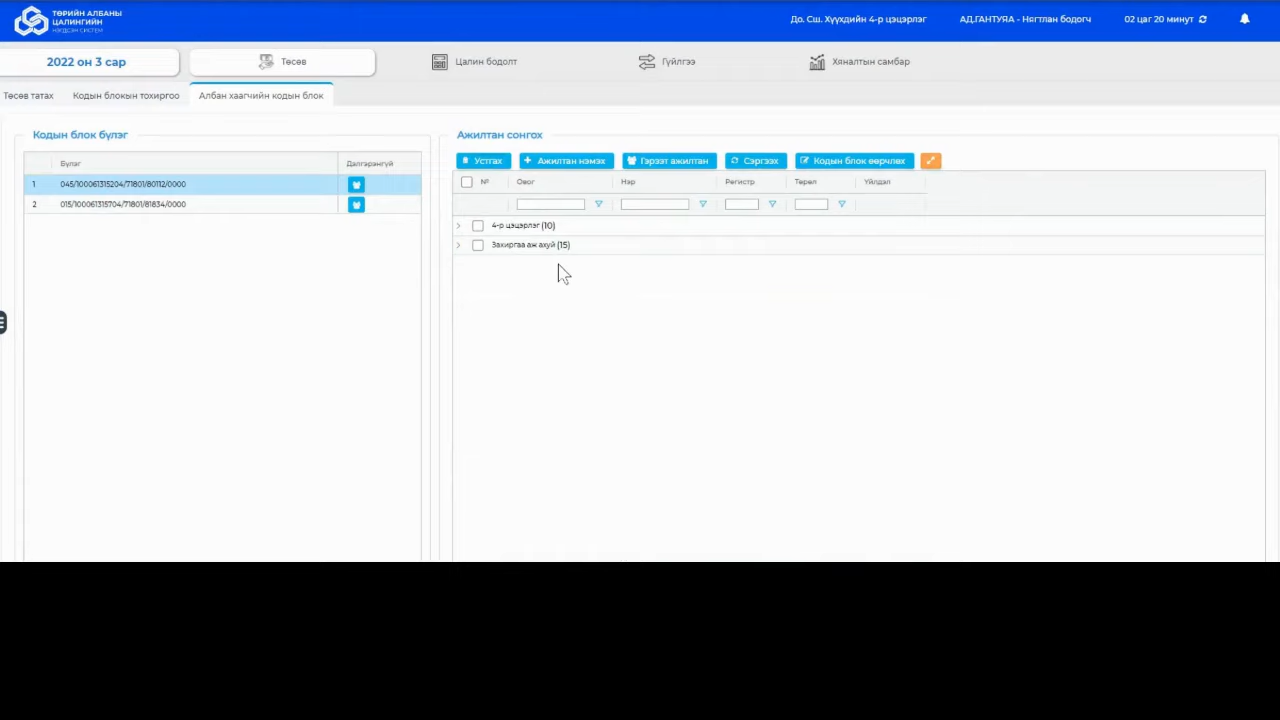 ТӨРИЙН АЛБАНЫ
ЦАЛИНГИЙН
НЭГДСЭН СИСТЕМ
До. Сш. Хүүхдийн 4-р цэцэрлэг
АД.ГАНТУЯА - Нягтлан бодогч
02 цаг 20 минут
2022 он 3 сар
Төсөв
Цалин бодолт
Гүйлгээ
Хяналтын самбар
Төсөв татах
Кодын блокын тохиргоо
Албан хаагчийн кодын блок
Кодын блок бүлэг
Бүлэг
Дэлгэрэнгүй
1 045/100061315204/71801/80112/0000
2 015/100061315704/71801/81834/0000
Ажилтан сонгох
Устгах
Ажилтан нэмэх
Гэрээт ажилтан
Сэргээх
Кодын блок өөрчлөх
№ Овог Нэр Регистр Төрөл Үйлдэл
4-р цэцэрлэг (10)
Захиргаа аж ахуй (15)